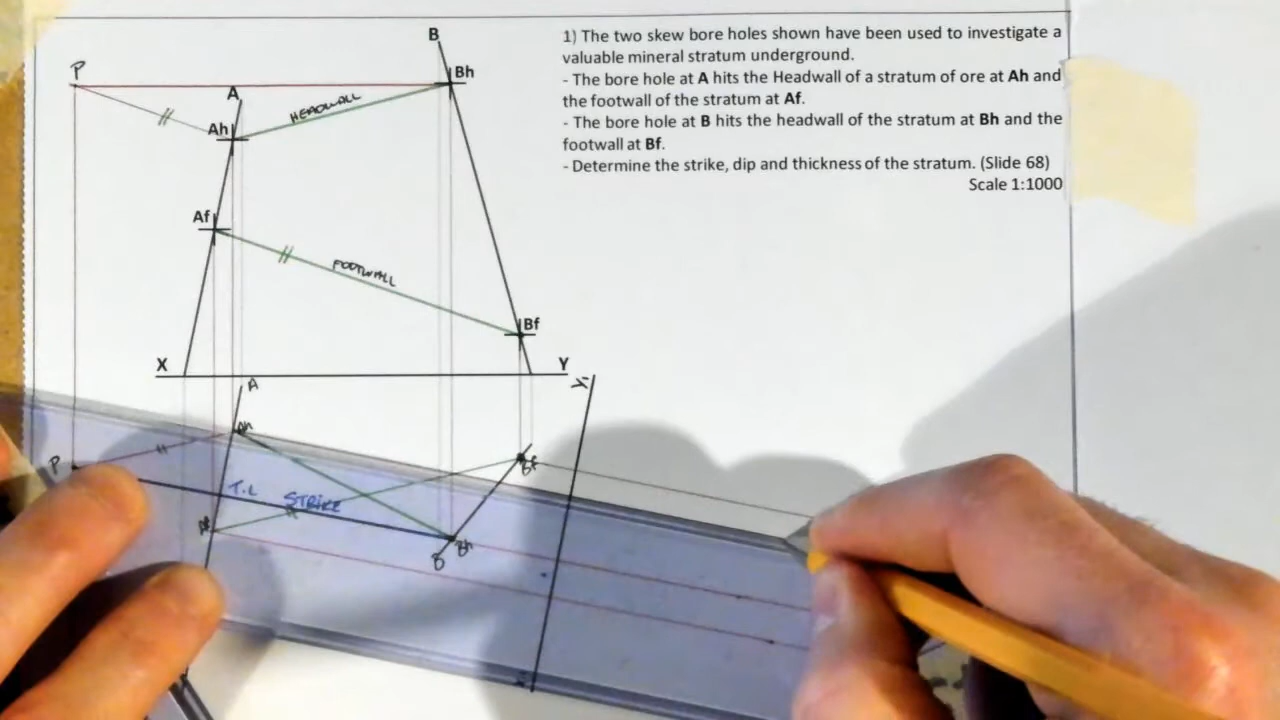 1) The two skew bore holes shown have been used to investigate a
valuable mineral stratum underground.
- The bore hole at A hits the Headwall of a stratum of ore at Ah and
the footwall of the stratum at Af.
- The bore hole at B hits the headwall of the stratum at Bh and the
footwall at Bf.
- Determine the strike, dip and thickness of the stratum. (Slide 68)
Scale 1:1000
B
P
Bh
A
HEADWALL
Ah
Af
FOOTWALL
Bf
X
Y
A
Y1
Ah
P
Bf
T.L STRIKE
Af
Bh
B